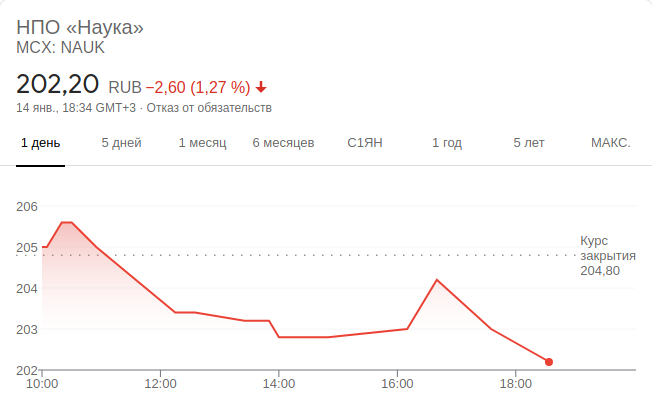 НПО «Наука»
MCX: NAUK
202,20 RUB −2,60 (1,27 %)
14 янв., 18:34 GMT+3 · Отказ от обязательств
1 день 5 дней 1 месяц 6 месяцев С1ЯН 1 год 5 лет МАКС.
206
205
204
203
202
Курс
закрытия
204,80
10:00 12:00 14:00 16:00 18:00